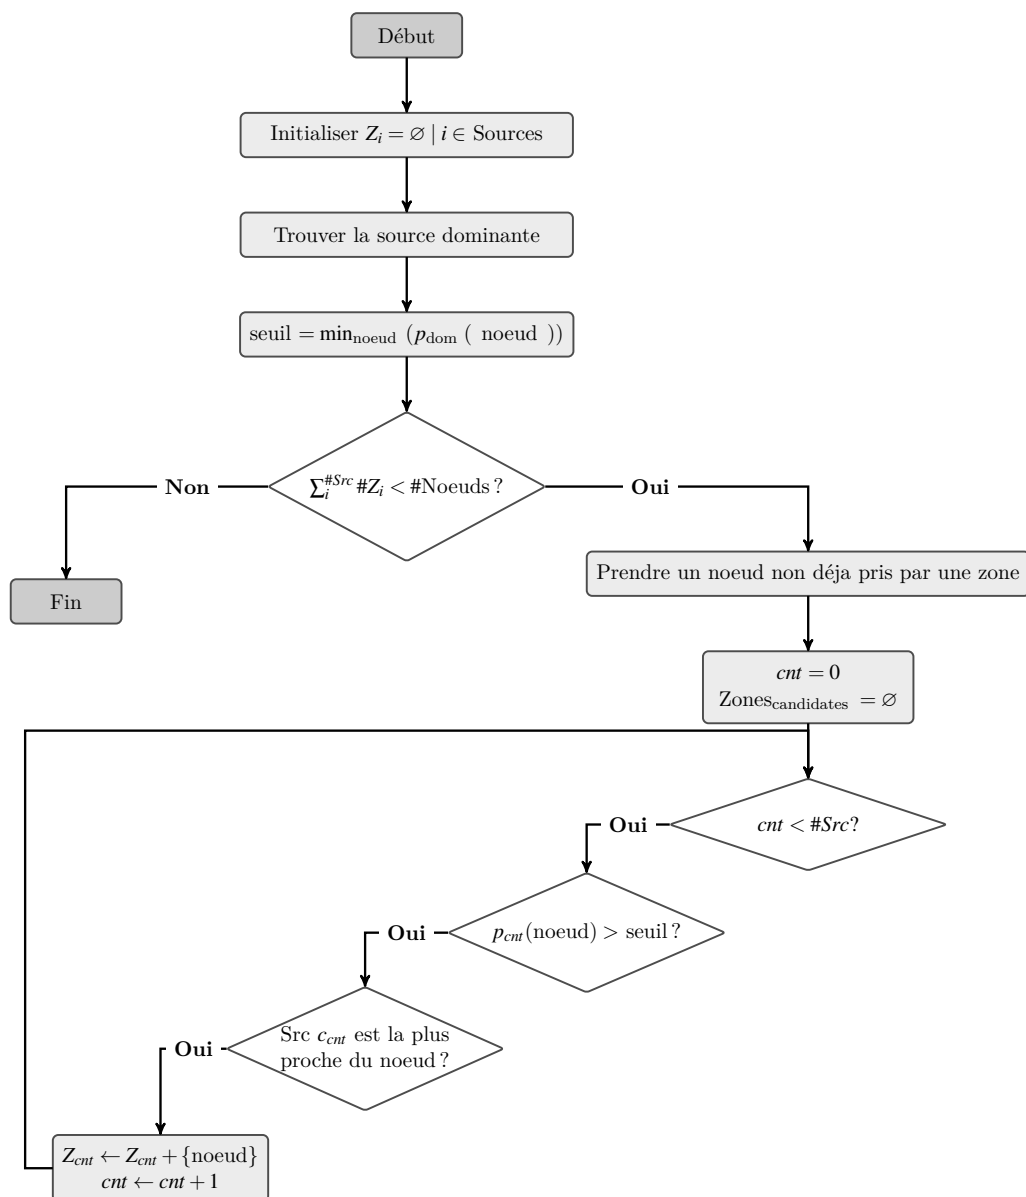 Début
Initialiser Z_i = ∅ | i ∈ Sources
Trouver la source dominante
seuil = min_noeud (p_dom ( noeud ))
∑_i^#Src #Z_i < #Noeuds ?
Non
Oui
Prendre un noeud non déja pris par une zone
Fin
cnt = 0
Zones_candidates = ∅
cnt < #Src?
Oui
p_cnt(noeud) > seuil ?
Oui
Src c_cnt est la plus
proche du noeud ?
Oui
Z_cnt ← Z_cnt + {noeud}
cnt ← cnt + 1